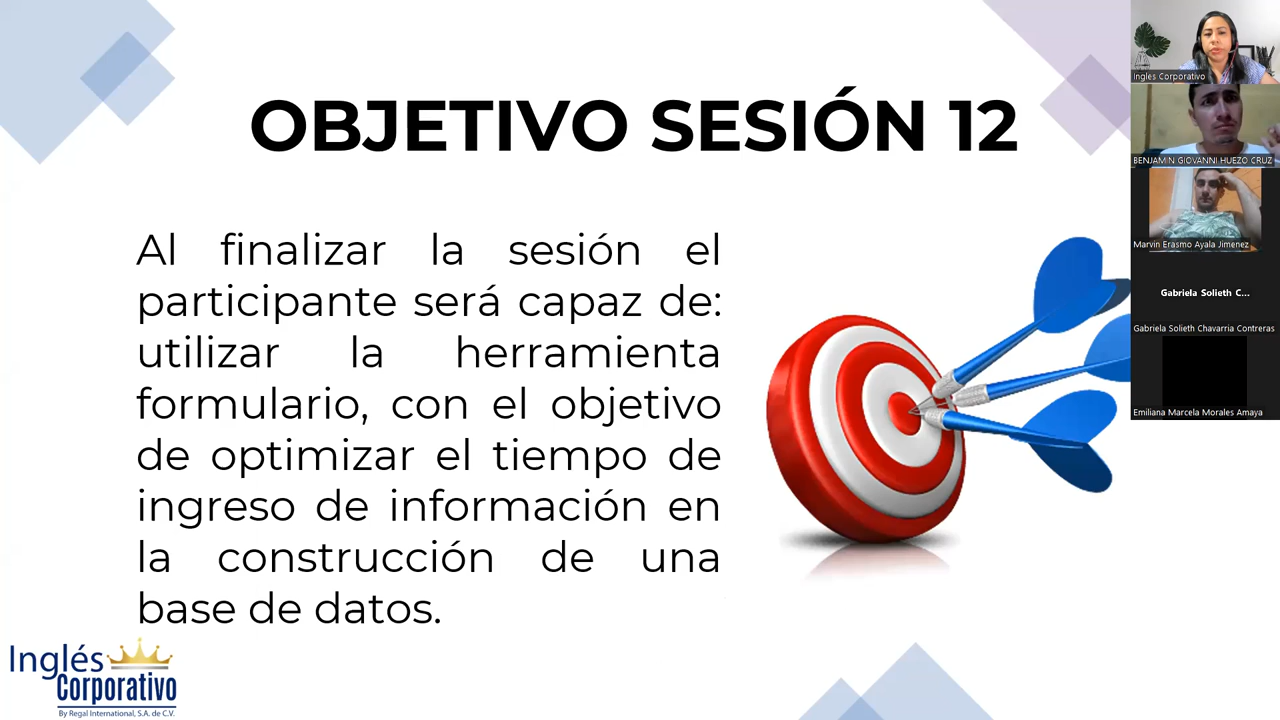 OBJETIVO SESIÓN 12
Al finalizar la sesión el
participante será capaz de:
utilizar la herramienta
formulario, con el objetivo
de optimizar el tiempo de
ingreso de información en
la construcción de una
base de datos.
Inglés
Corporativo
By Regal International, S.A. de C.V.
Ingles Corporativo
BENJAMIN GIOVANNI HUEZO CRUZ
Marvin Erasmo Ayala Jimenez
Gabriela Solieth C...
Gabriela Solieth Chavarria Contreras
Emiliana Marcela Morales Amaya